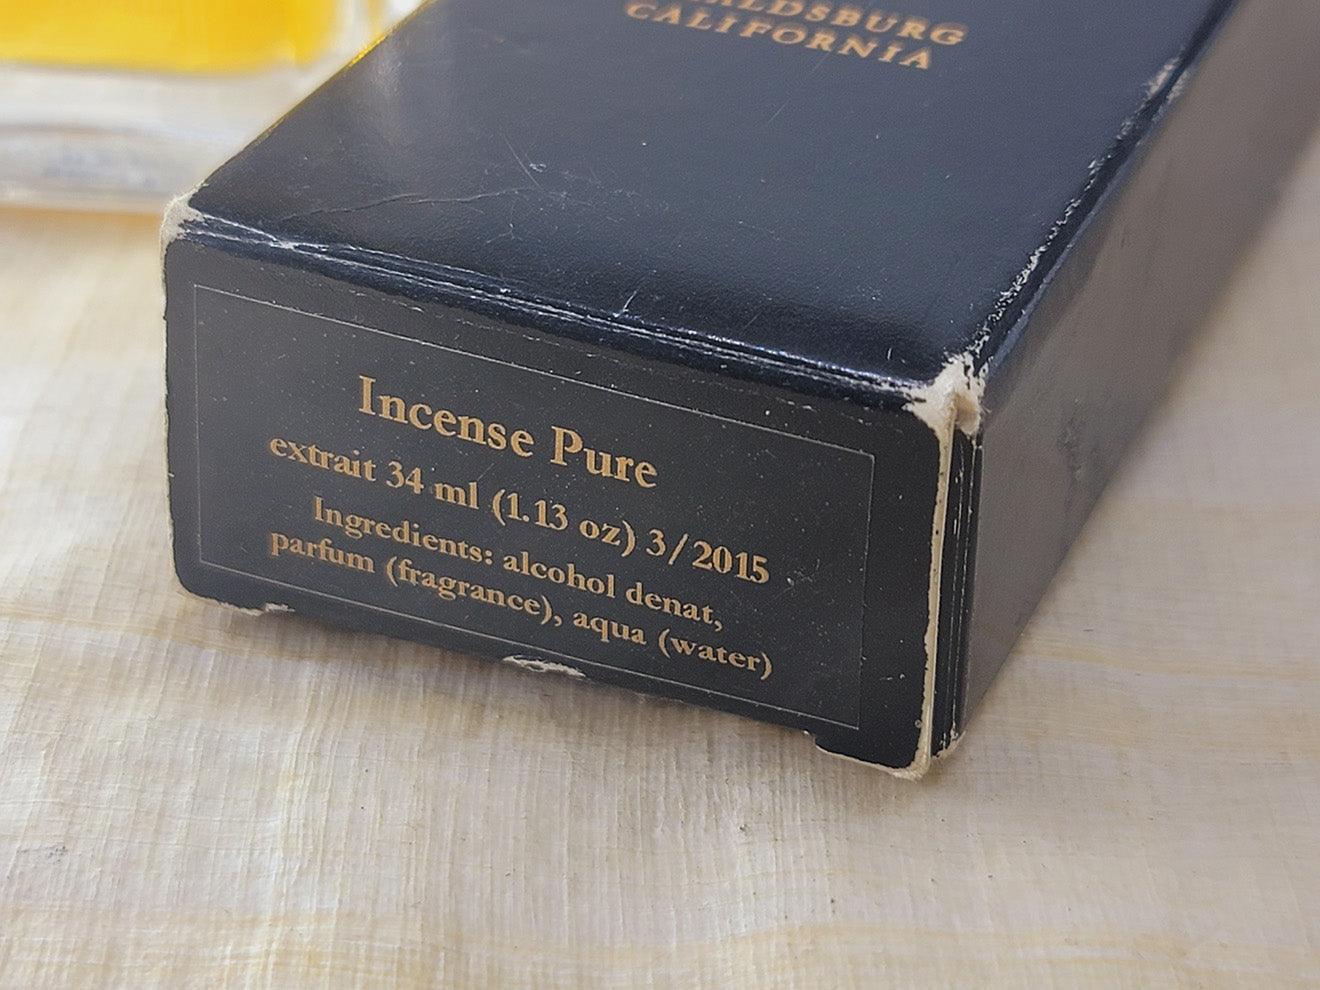 CALIFORNIA
Incense Pure
extrait 34 ml (1.13 oz) 3/2015
Ingredients: alcohol denat,
parfum (fragrance), aqua (water)